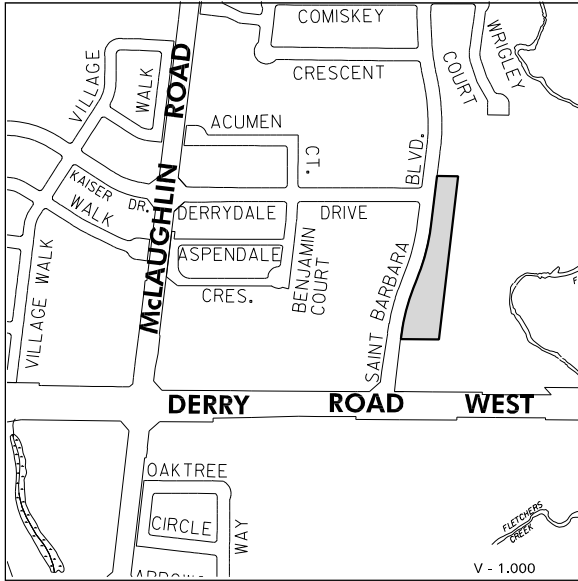 COMISKEY
CRESCENT
COURT
WRIGLEY
VILLAGE
WALK
McLAUGHLIN ROAD
ACUMEN
CT.
BLVD.
KAISER DR.
WALK
DERRYDALE DRIVE
ASPENDALE
CRES.
BENJAMIN
COURT
SAINT BARBARA
VILLAGE WALK
DERRY ROAD WEST
OAKTREE
CIRCLE
WAY
FLETCHERS
CREEK
V - 1.000